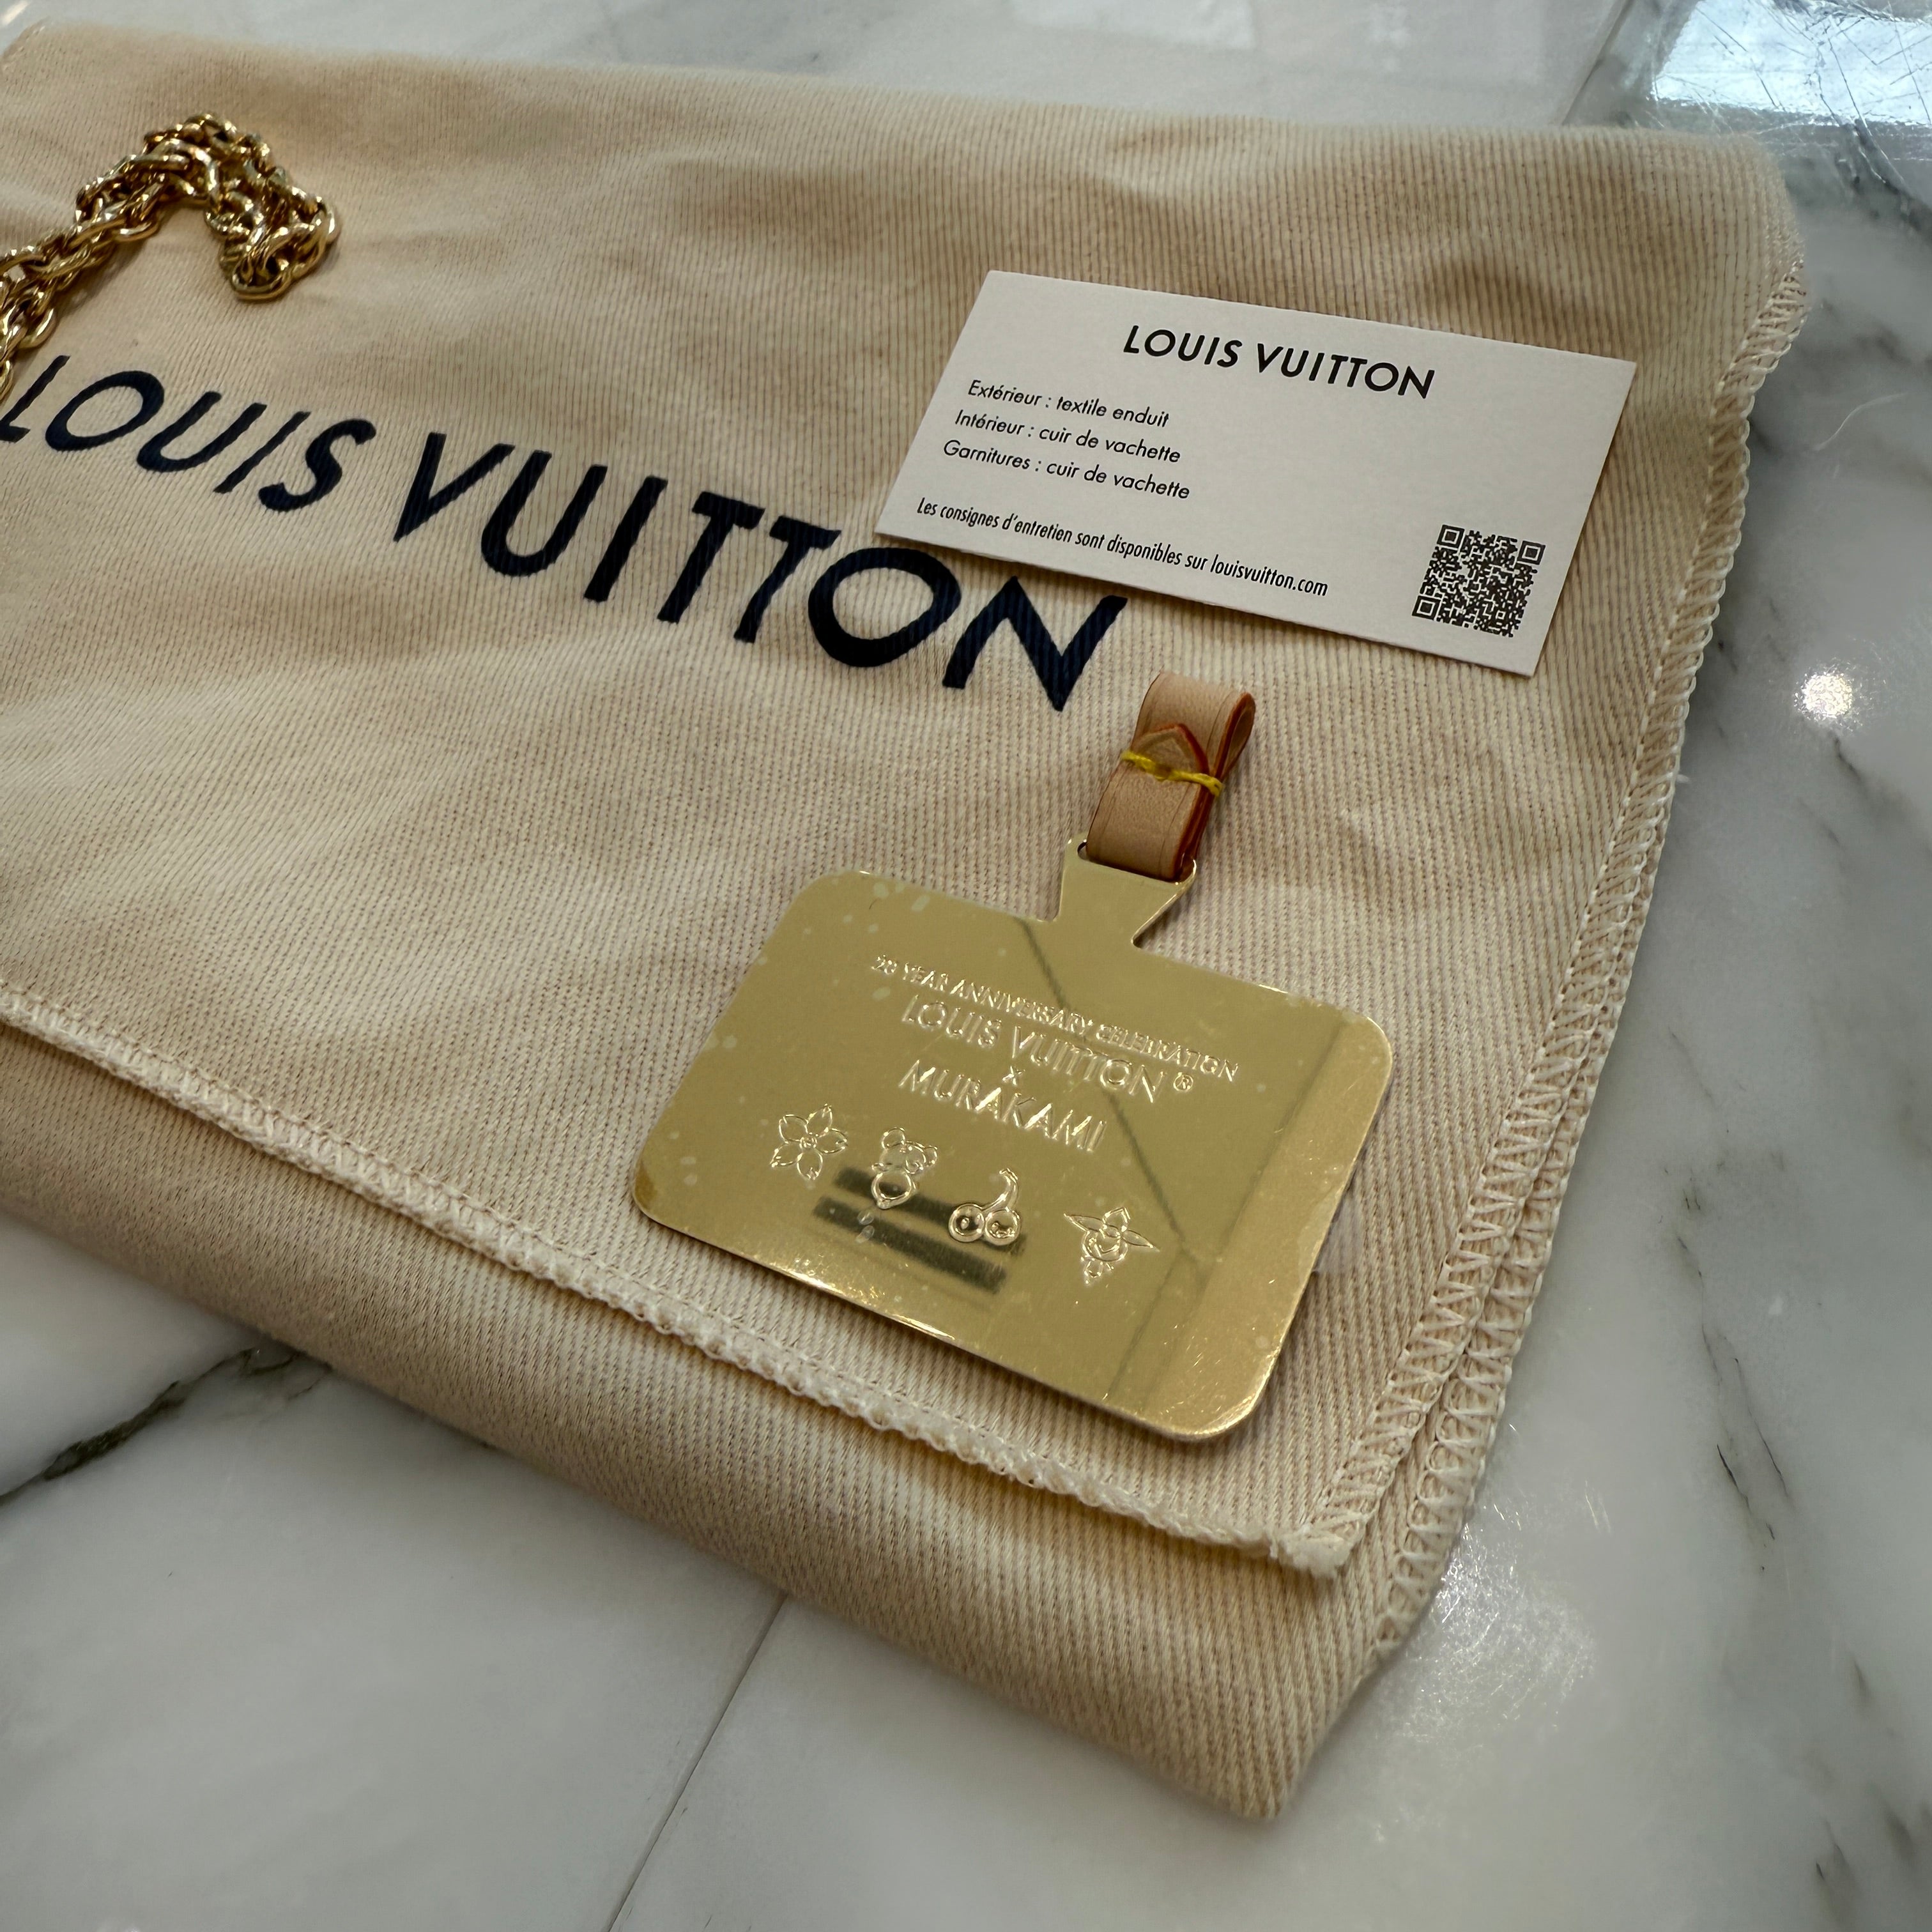 LOUIS VUITTON
LOUIS VUITTON
Extérieur : textile enduit
Intérieur : cuir de vachette
Garnitures : cuir de vachette
Les consignes d'entretien sont disponibles sur louisvuitton.com
20 YEAR ANNIVERSARY CELEBRATION
LOUIS VUITTON ®
x
MURAKAMI